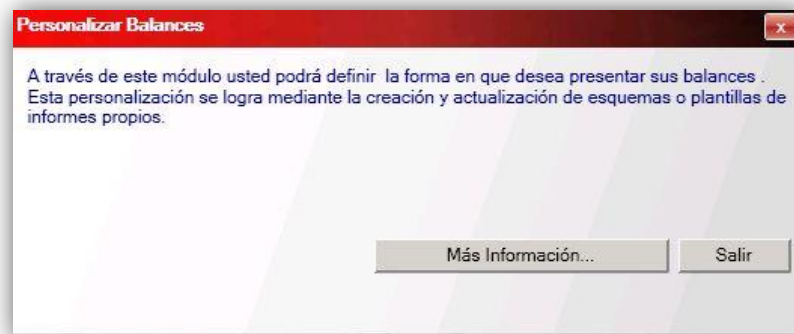 Personalizar Balances
x
A través de este módulo usted podrá definir la forma en que desea presentar sus balances .
Esta personalización se logra mediante la creación y actualización de esquemas o plantillas de
informes propios.
Más Información... Salir